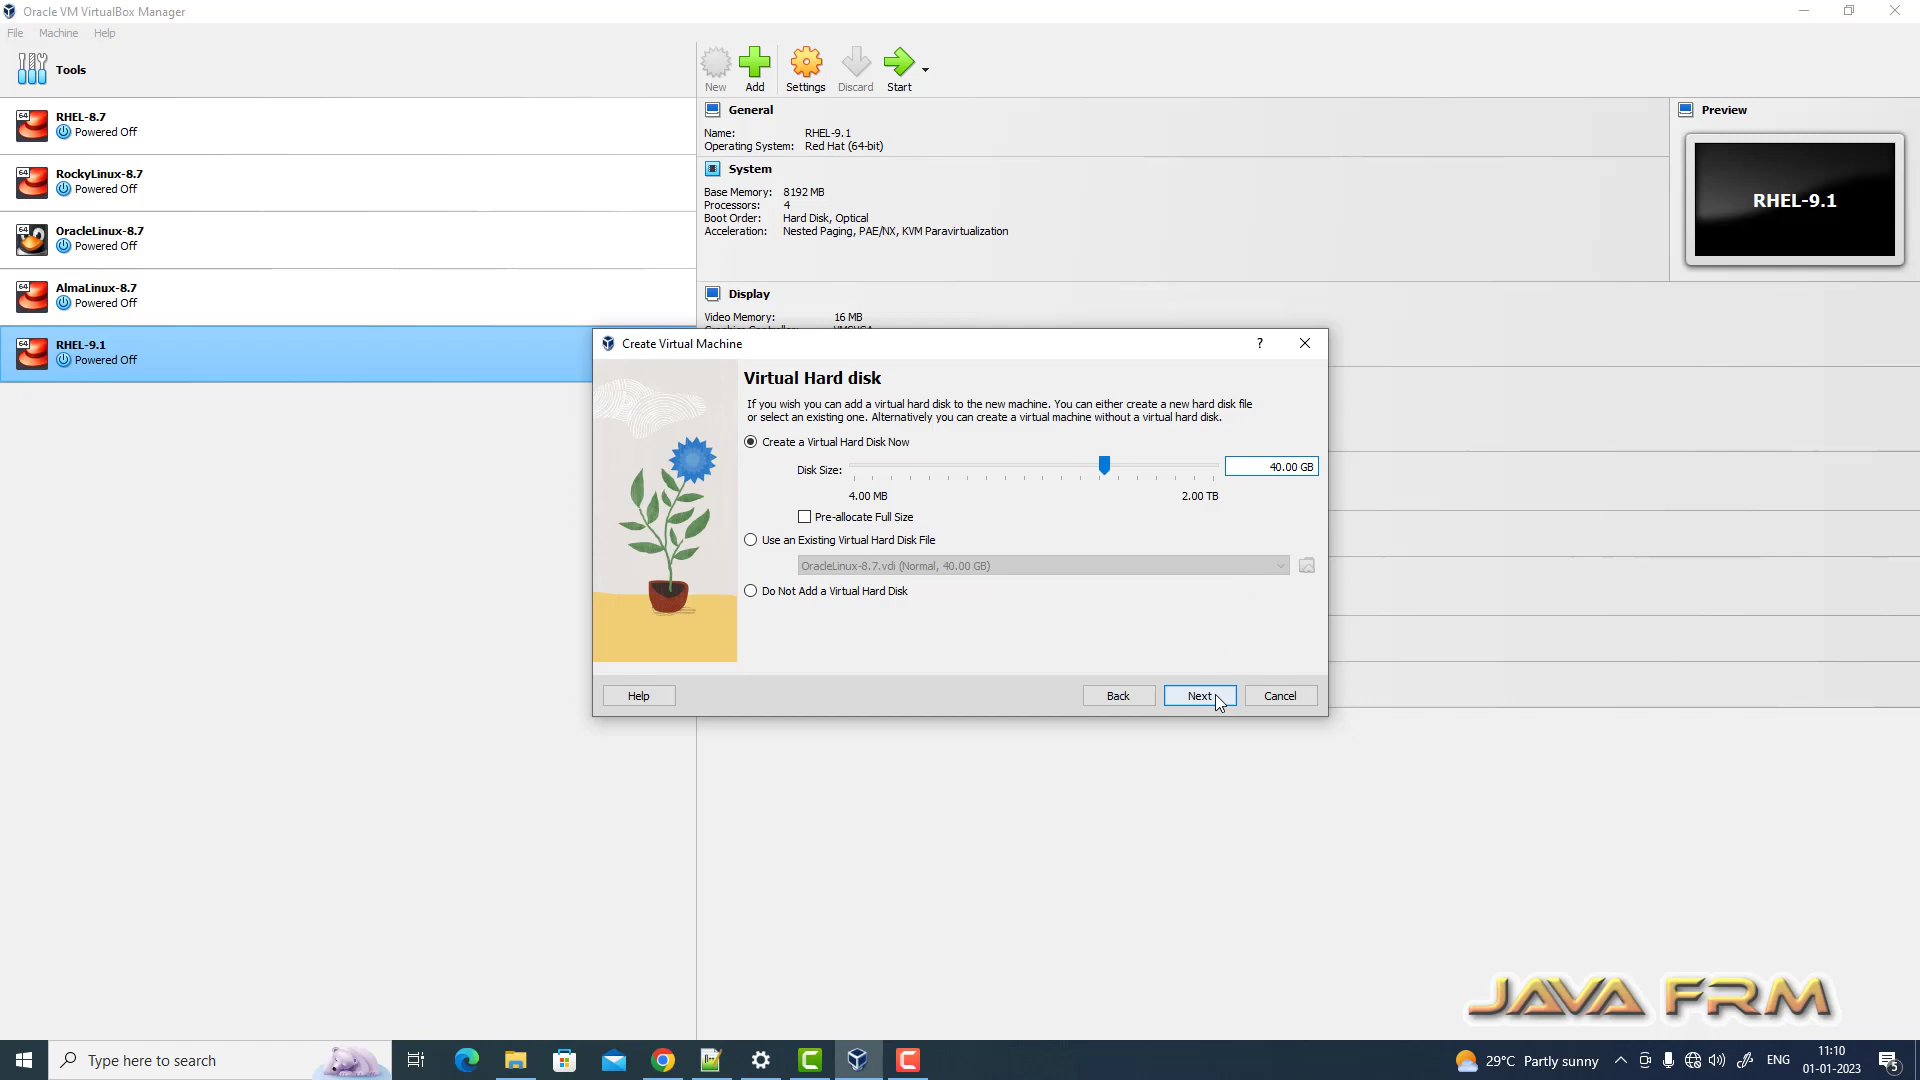 Oracle VM VirtualBox Manager
File Machine Help
Tools
New Add Settings Discard Start
64 RHEL-8.7
Powered Off
64 RockyLinux-8.7
Powered Off
64 OracleLinux-8.7
Powered Off
64 AlmaLinux-8.7
Powered Off
64 RHEL-9.1
Powered Off
General
Name: RHEL-9.1
Operating System: Red Hat (64-bit)
System
Base Memory: 8192 MB
Processors: 4
Boot Order: Hard Disk, Optical
Acceleration: Nested Paging, PAE/NX, KVM Paravirtualization
Display
Video Memory: 16 MB
Preview
RHEL-9.1
Create Virtual Machine
?
Virtual Hard disk
If you wish you can add a virtual hard disk to the new machine. You can either create a new hard disk file
or select an existing one. Alternatively you can create a virtual machine without a virtual hard disk.
Create a Virtual Hard Disk Now
Disk Size: 40.00 GB
4.00 MB 2.00 TB
Pre-allocate Full Size
Use an Existing Virtual Hard Disk File
OracleLinux-8.7.vdi (Normal, 40.00 GB)
Do Not Add a Virtual Hard Disk
Help Back Next Cancel
JAVA FRM
Type here to search
29°C Partly sunny
ENG
11:10
01-01-2023
5